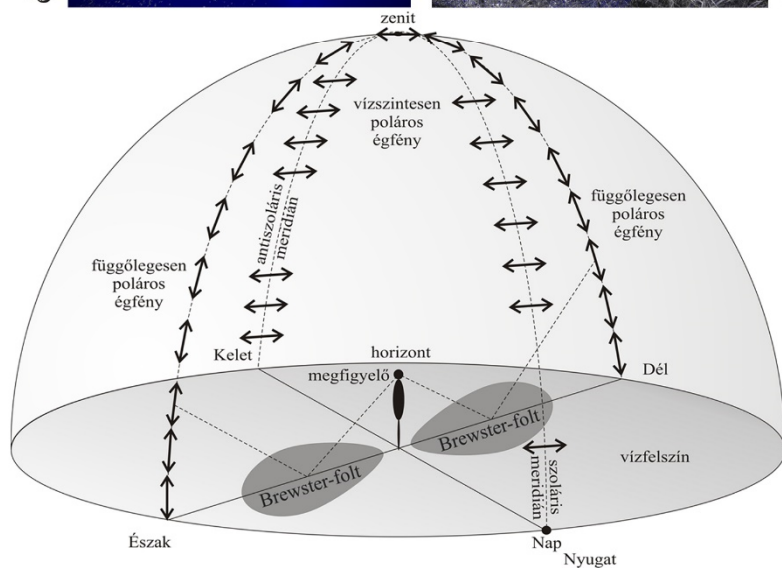 zenit
vízszintesen
poláros
égfény
antiszoláris
meridián
függőlegesen
poláros
égfény
függőlegesen
poláros
égfény
Kelet
horizont
megfigyelő
Dél
Brewster-folt
Brewster-folt
vízfelszín
szoláris
meridián
Észak
Nap
Nyugat